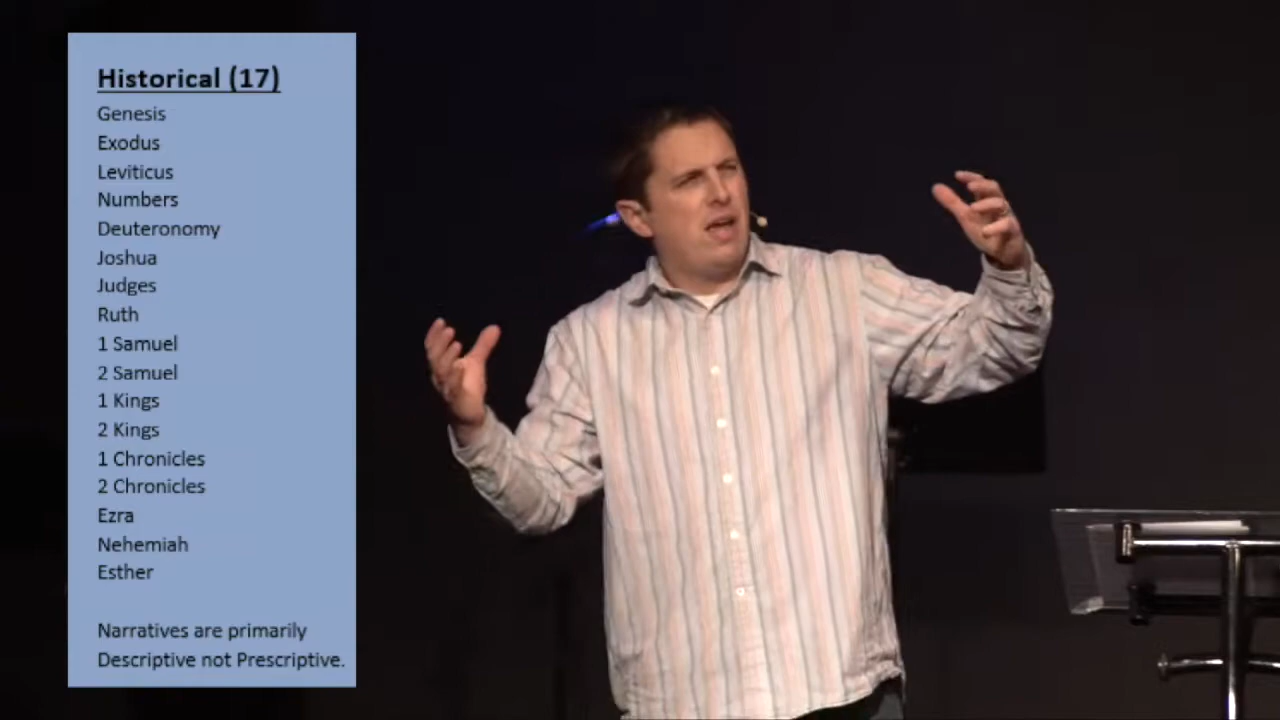 Historical (17)
Genesis
Exodus
Leviticus
Numbers
Deuteronomy
Joshua
Judges
Ruth
1 Samuel
2 Samuel
1 Kings
2 Kings
1 Chronicles
2 Chronicles
Ezra
Nehemiah
Esther
Narratives are primarily
Descriptive not Prescriptive.